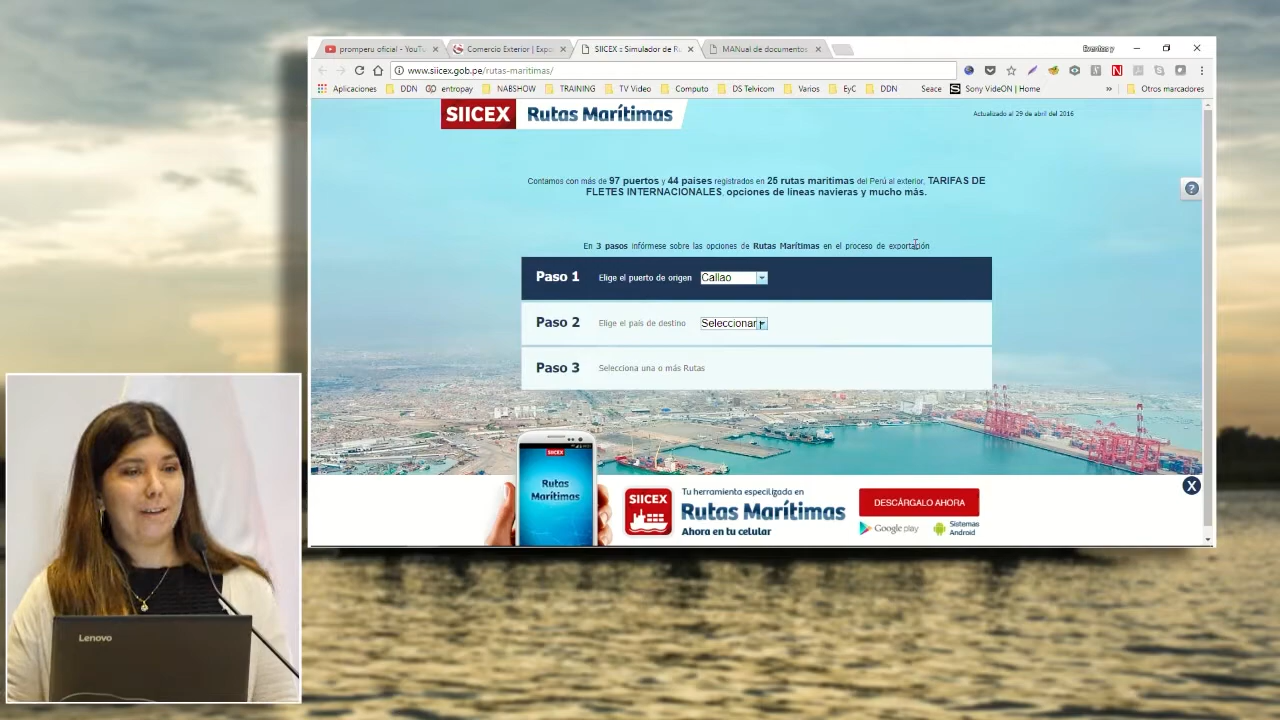 promperu oficial - YouTu
Comercio Exterior | Expo
SIICEX :: Simulador de Ru
MANual de documentos
Eventos y
www.siicex.gob.pe/rutas-maritimas/
Aplicaciones
DDN
entropay
NABSHOW
TRAINING
TV Video
Computo
DS Telvicom
Varios
EyC
DDN
Seace
Sony VideON | Home
»
Otros marcadores
SIICEX Rutas Marítimas
Actualizado al 29 de abril del 2016
Contamos con más de 97 puertos y 44 países registrados en 25 rutas marítimas del Perú al exterior, TARIFAS DE
FLETES INTERNACIONALES, opciones de líneas navieras y mucho más.
?
En 3 pasos infórmese sobre las opciones de Rutas Marítimas en el proceso de exportación
Paso 1 Elige el puerto de origen Callao
Paso 2 Elige el país de destino Seleccionar
Paso 3 Selecciona una o más Rutas
SIICEX
Rutas
Marítimas
SIICEX
Tu herramienta especilizada en
Rutas Marítimas
Ahora en tu celular
DESCÁRGALO AHORA
Google play
Sistemas
Android
X
Lenovo